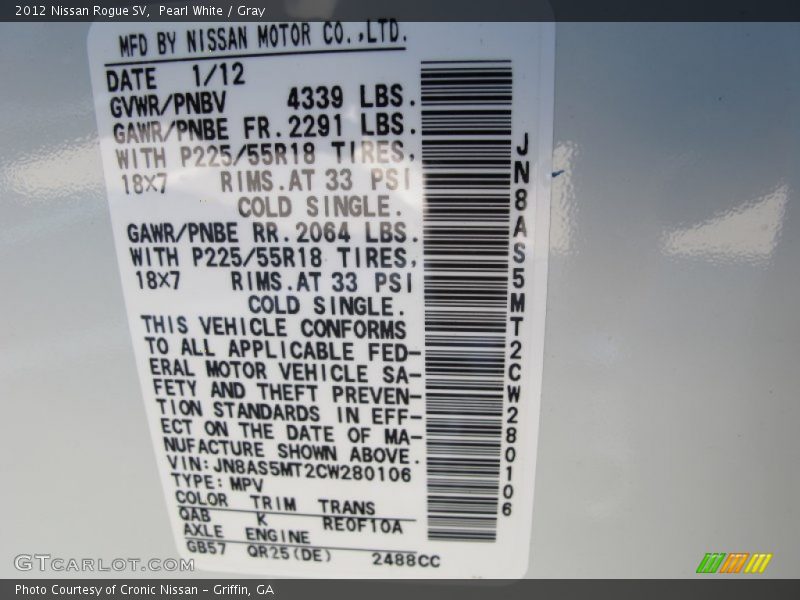 2012 Nissan Rogue SV, Pearl White / Gray
MFD BY NISSAN MOTOR CO.,LTD.
DATE 1/12
GVWR/PNBV 4339 LBS.
GAWR/PNBE FR. 2291 LBS.
WITH P225/55R18 TIRES,
18X7 RIMS.AT 33 PSI
COLD SINGLE.
GAWR/PNBE RR. 2064 LBS.
WITH P225/55R18 TIRES,
18X7 RIMS.AT 33 PSI
COLD SINGLE.
THIS VEHICLE CONFORMS
TO ALL APPLICABLE FED-
ERAL MOTOR VEHICLE SA-
FETY AND THEFT PREVEN-
TION STANDARDS IN EFF-
ECT ON THE DATE OF MA-
NUFACTURE SHOWN ABOVE.
VIN:JN8AS5MT2CW280106
TYPE:MPV
COLOR TRIM TRANS
QAB K RE0F10A
AXLE ENGINE
GB57 QR25(DE) 2488CC
JN8AS5MT2CW280106
GTCARLOT.COM
Photo Courtesy of Cronic Nissan - Griffin, GA